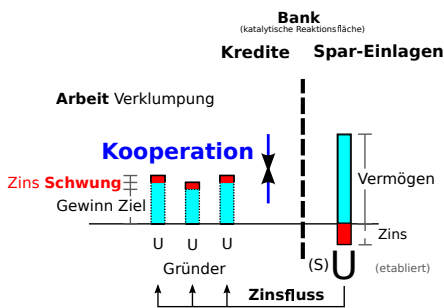 Bank
(katalytische Reaktionsfläche)
Kredite Spar-Einlagen
Arbeit Verklumpung
Kooperation
Zins Schwung
Gewinn Ziel
Vermögen
Zins
U U U
(S) U (etabliert)
Gründer
Zinsfluss